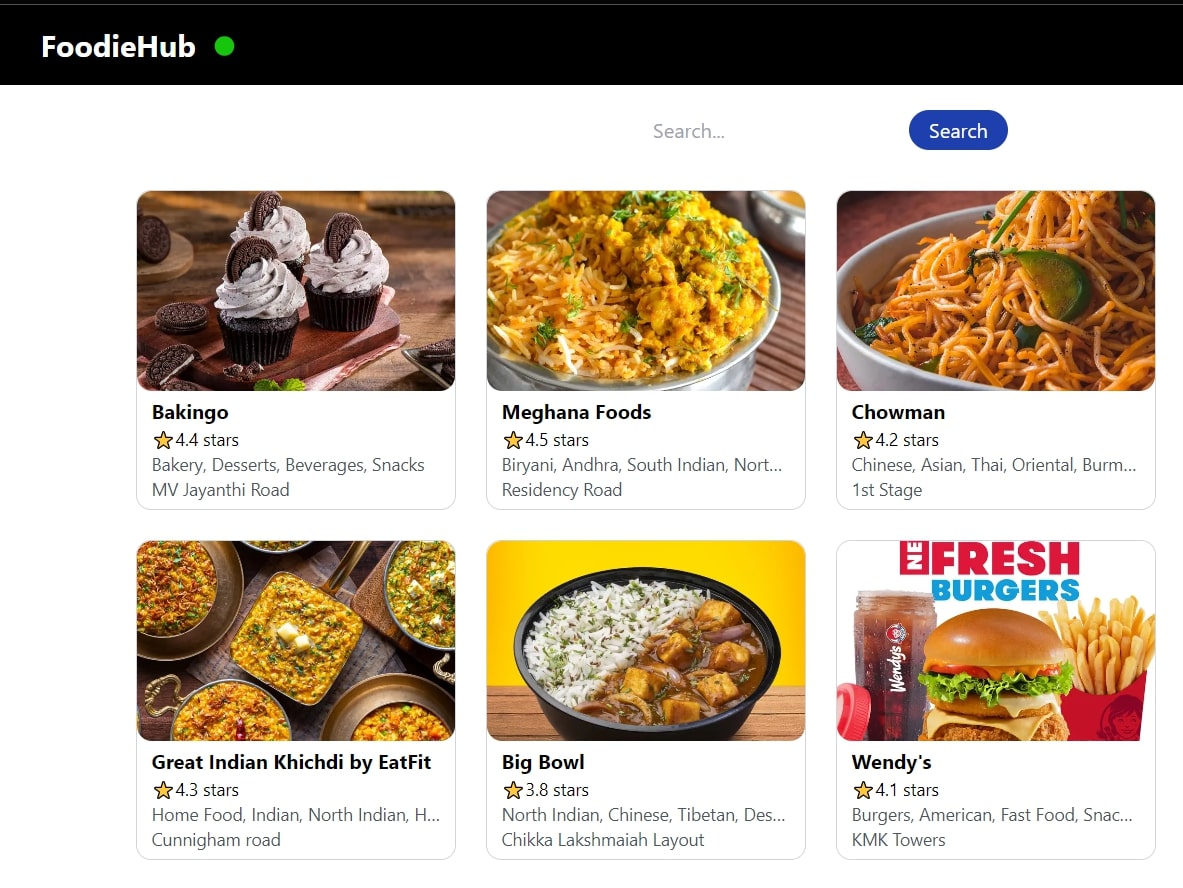 FoodieHub
Search...
Search
Bakingo
4.4 stars
Bakery, Desserts, Beverages, Snacks
MV Jayanthi Road
Meghana Foods
4.5 stars
Biryani, Andhra, South Indian, Nort...
Residency Road
Chowman
4.2 stars
Chinese, Asian, Thai, Oriental, Burm...
1st Stage
NE
FRESH
BURGERS
Wendy's
Great Indian Khichdi by EatFit
4.3 stars
Home Food, Indian, North Indian, H...
Cunnigham road
Big Bowl
3.8 stars
North Indian, Chinese, Tibetan, Des...
Chikka Lakshmaiah Layout
Wendy's
4.1 stars
Burgers, American, Fast Food, Snac...
KMK Towers